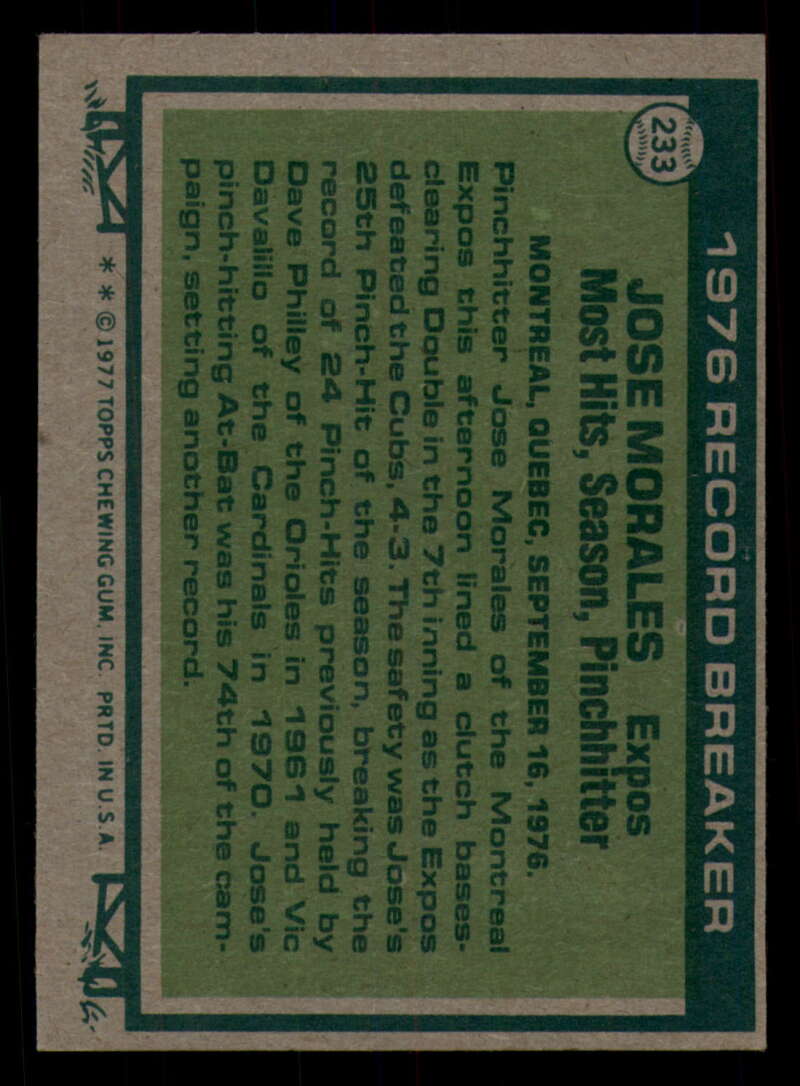 233
1976 RECORD BREAKER
JOSE MORALES Expos
Most Hits, Season, Pinchhitter
MONTREAL, QUEBEC, SEPTEMBER 16, 1976.
Pinchhitter Jose Morales of the Montreal
Expos this afternoon lined a clutch bases-
clearing Double in the 7th inning as the Expos
defeated the Cubs, 4-3. The safety was Jose's
25th Pinch-Hit of the season, breaking the
record of 24 Pinch-Hits previously held by
Dave Philley of the Orioles in 1961 and Vic
Davalillo of the Cardinals in 1970. Jose's
pinch-hitting At-Bat was his 74th of the cam-
paign, setting another record.
* * © 1977 TOPPS CHEWING GUM, INC. PRTD. IN U.S.A.